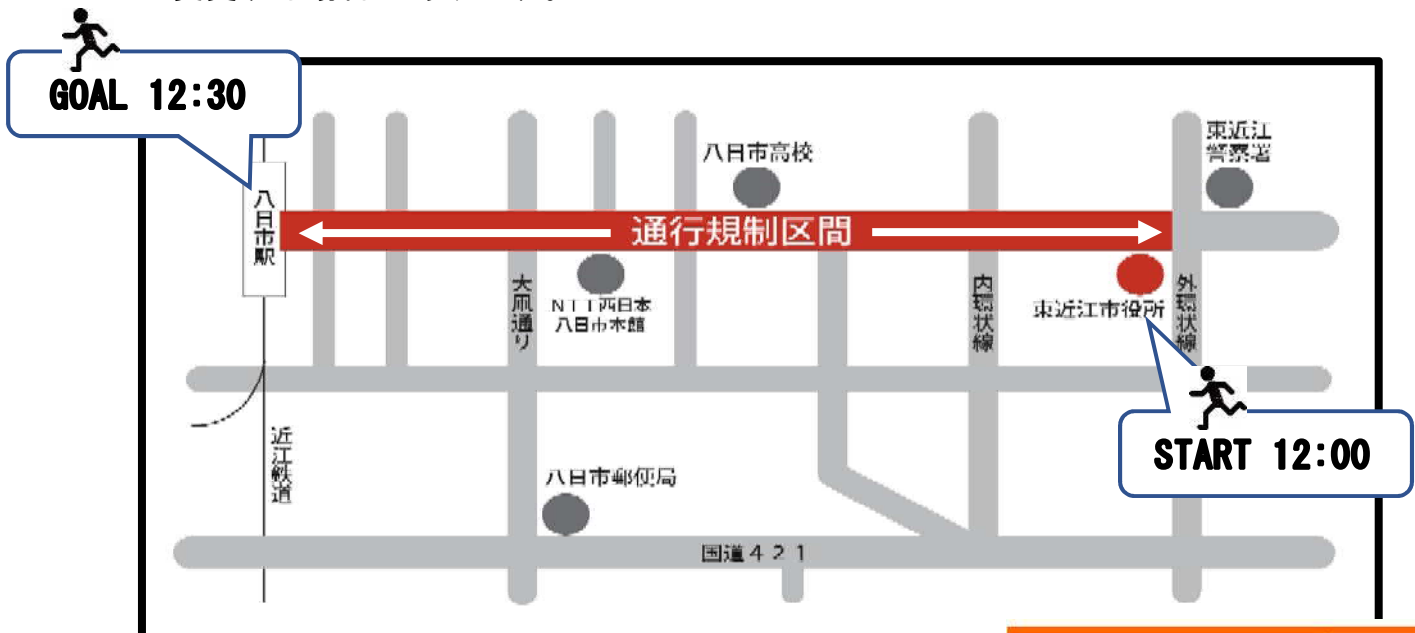 GOAL 12:30
八日市駅
八日市高校
東近江
警察署
通行規制区間
大凧通り
NTT西日本
八日市本館
内環状線
東近江市役所
外環状線
近江鉄道
START 12:00
八日市郵便局
国道421